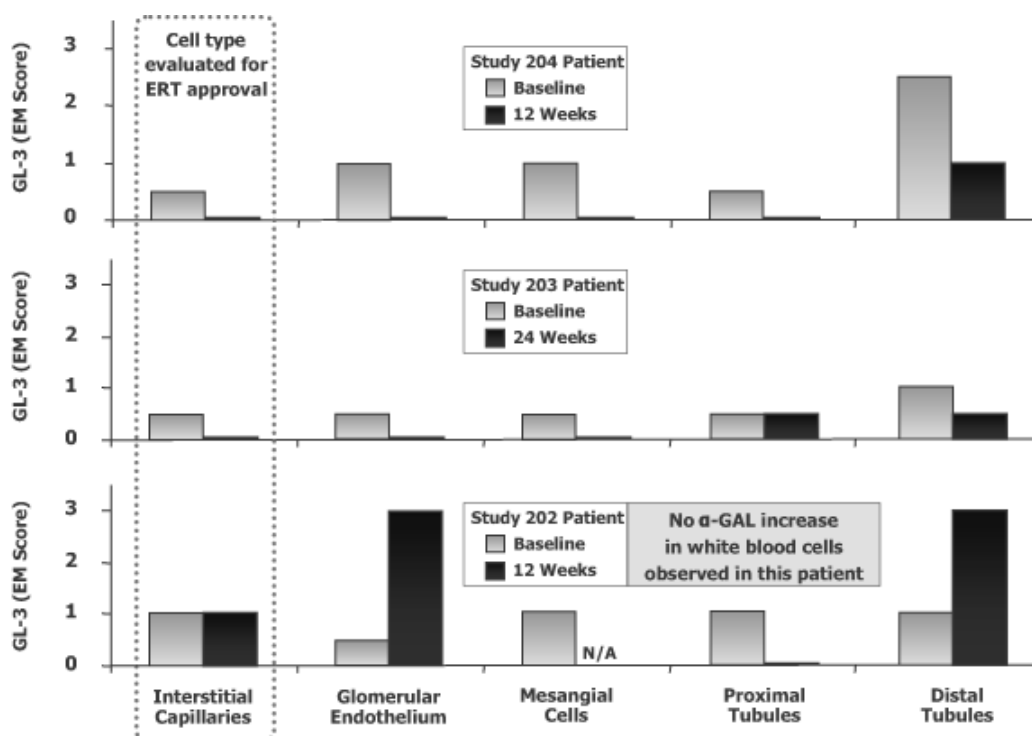 Cell type
evaluated for
ERT approval
GL-3 (EM Score)
3
2
1
0
Study 204 Patient
Baseline
12 Weeks
GL-3 (EM Score)
3
2
1
0
Study 203 Patient
Baseline
24 Weeks
GL-3 (EM Score)
3
2
1
0
Study 202 Patient
Baseline
12 Weeks
No α-GAL increase
in white blood cells
observed in this patient
N/A
Interstitial
Capillaries
Glomerular
Endothelium
Mesangial
Cells
Proximal
Tubules
Distal
Tubules